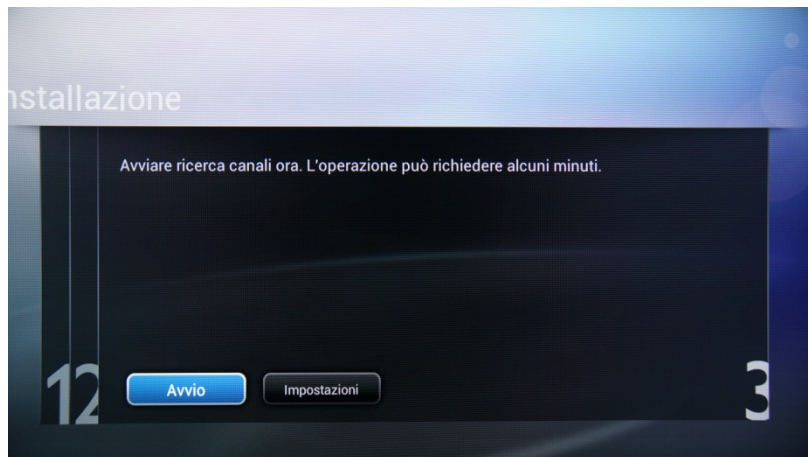 nstallazione
Avviare ricerca canali ora. L'operazione può richiedere alcuni minuti.
12
Avvio
Impostazioni
3